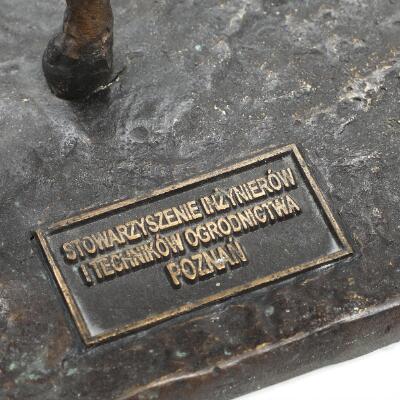 STOWARZYSZENIE INŻYNIERÓW
I TECHNIKÓW OGRODNICTWA
POZNAŃ